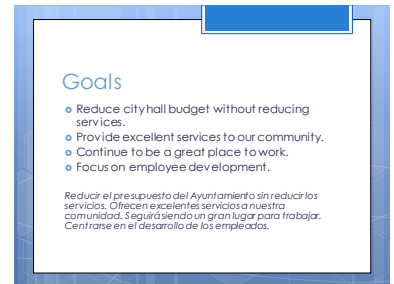 Goals
Reduce city hall budget without reducing
services.
Provide excellent services to our community.
Continue to be a great place to work.
Focus on employee development.
Reducir el presupuesto del Ayuntamiento sin reducir los
servicios. Ofrecen excelentes servicios a nuestra
comunidad. Seguirá siendo un gran lugar para trabajar.
Centrarse en el desarrollo de los empleados.